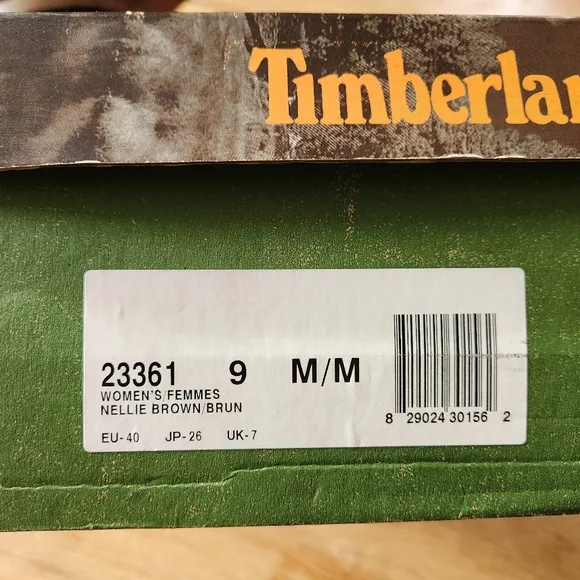 Timberlan
23361 9 M/M
WOMEN'S/FEMMES
NELLIE BROWN/BRUN
EU-40 JP-26 UK-7
8 29024 30156 2